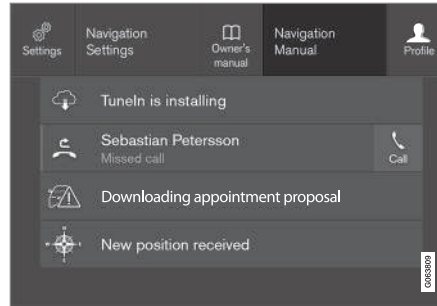 Settings
Navigation
Settings
Owner's
manual
Navigation
Manual
Profile
TuneIn is installing
Sebastian Petersson
Missed call
Call
Downloading appointment proposal
New position received
G063809